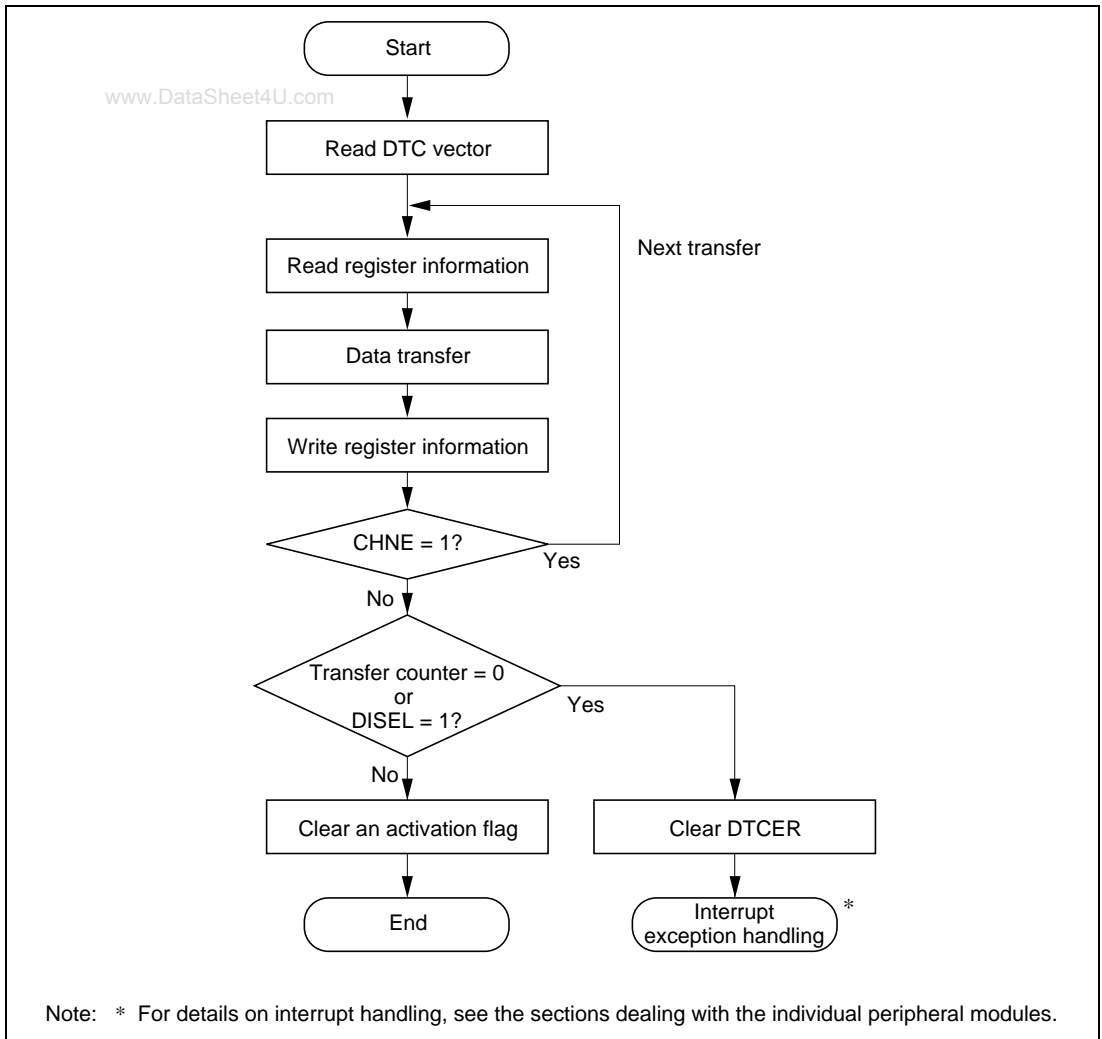 Start
www.DataSheet4U.com
Read DTC vector
Next transfer
Read register information
Data transfer
Write register information
CHNE = 1?
Yes
No
Transfer counter = 0
or
DISEL = 1?
Yes
No
Clear an activation flag
Clear DTCER
End
Interrupt
exception handling
*
Note: * For details on interrupt handling, see the sections dealing with the individual peripheral modules.